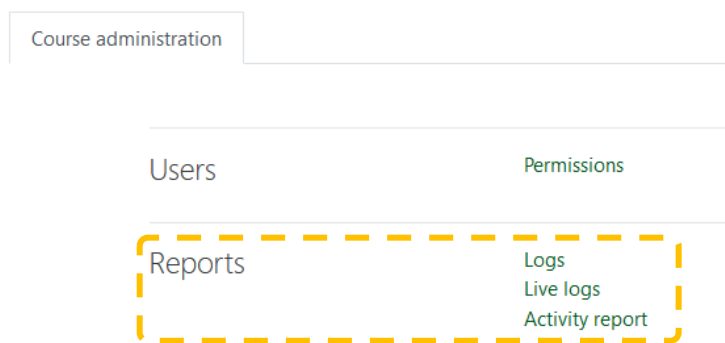 Course administration
Users
Permissions
Reports
Logs
Live logs
Activity report